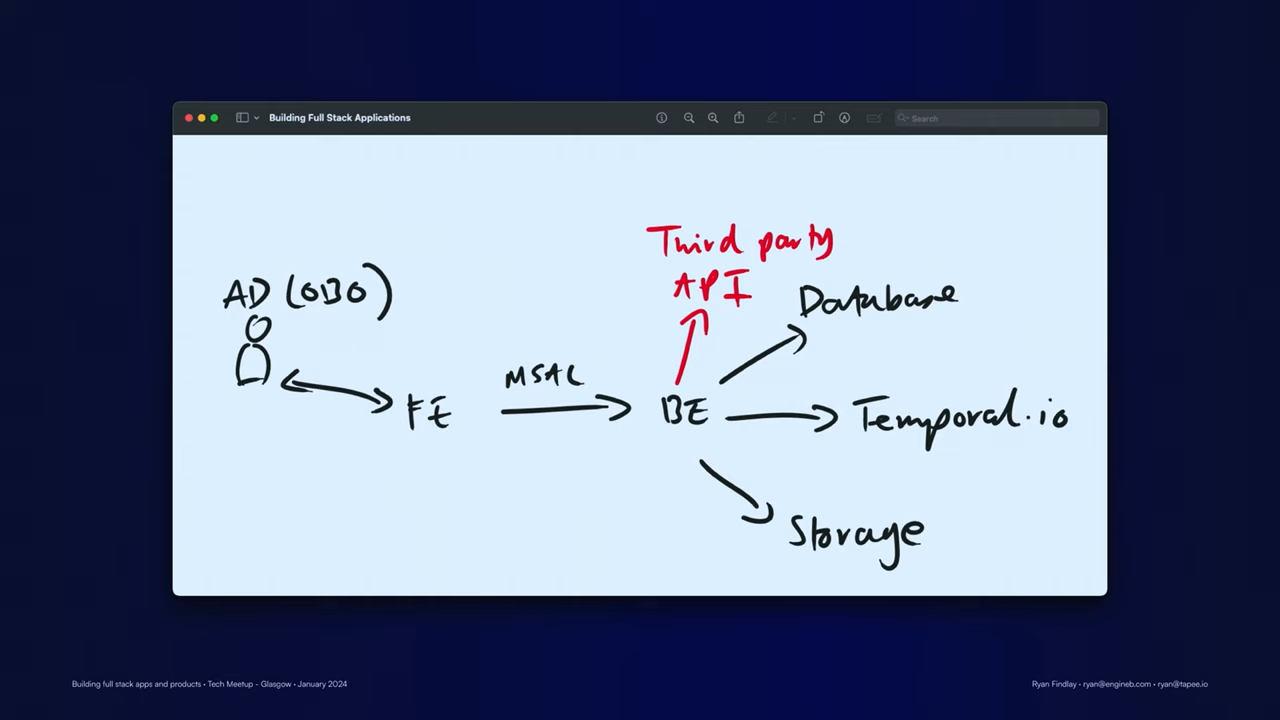 Building Full Stack Applications
Search
Third party
API
AD (OBO)
Database
MSAL
FE
BE
Temporal.io
Storage
Building full stack apps and products • Tech Meetup - Glasgow • January 2024
Ryan Findlay • ryan@engineb.com • ryan@tapee.io